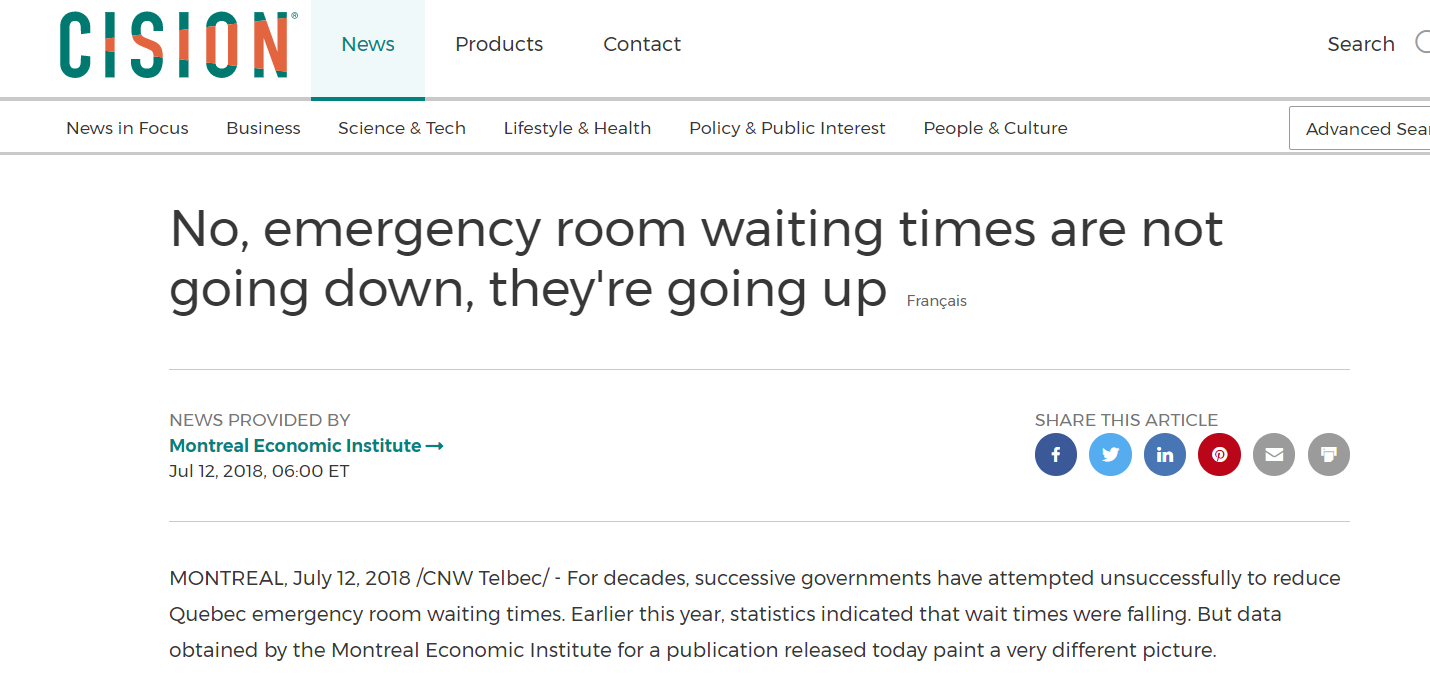 CISION®
News
Products
Contact
Search
News in Focus
Business
Science & Tech
Lifestyle & Health
Policy & Public Interest
People & Culture
Advanced
No, emergency room waiting times are not
going down, they're going up Français
NEWS PROVIDED BY
Montreal Economic Institute
Jul 12, 2018, 06:00 ET
SHARE THIS ARTICLE
MONTREAL, July 12, 2018 /CNW Telbec/ - For decades, successive governments have attempted unsuccessfully to reduce
Quebec emergency room waiting times. Earlier this year, statistics indicated that wait times were falling. But data
obtained by the Montreal Economic Institute for a publication released today paint a very different picture.